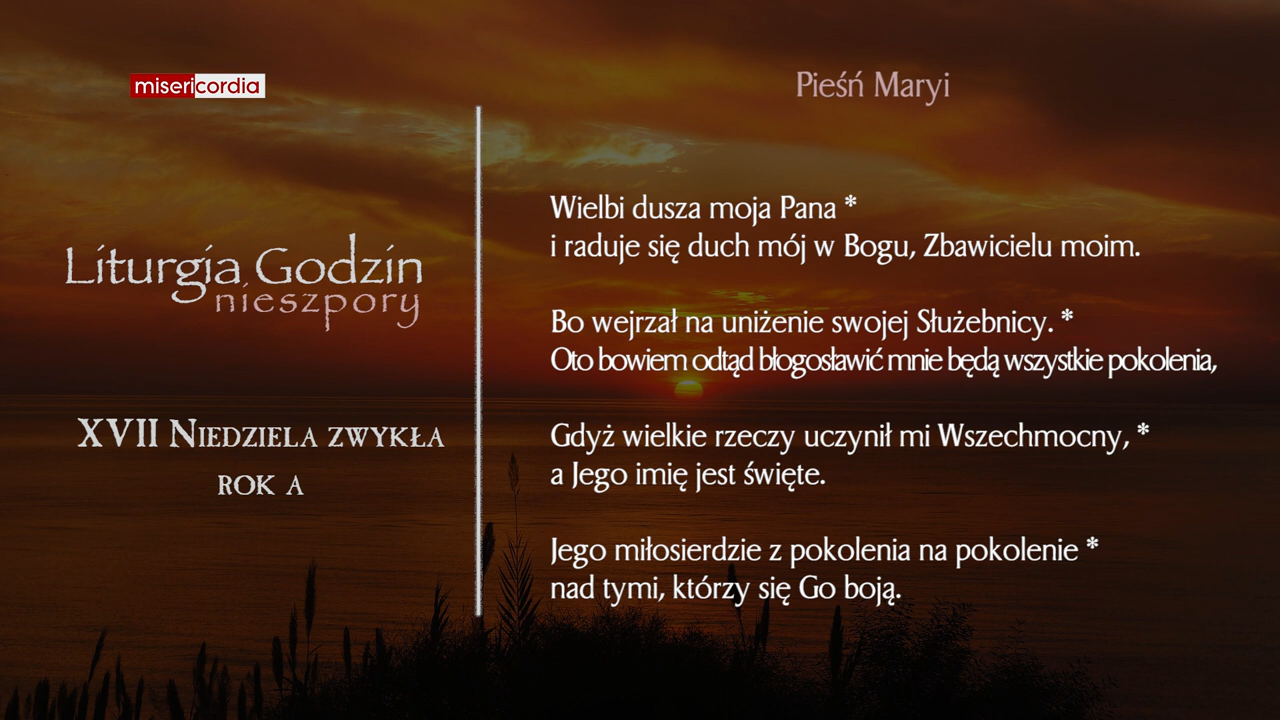 misericordia
Liturgia Godzin
nieszpory
XVII Niedziela zwykła
rok a
Pieśń Maryi
Wielbi dusza moja Pana *
i raduje się duch mój w Bogu, Zbawicielu moim.
Bo wejrzał na uniżenie swojej Służebnicy. *
Oto bowiem odtąd błogosławić mnie będą wszystkie pokolenia,
Gdyż wielkie rzeczy uczynił mi Wszechmocny, *
a Jego imię jest święte.
Jego miłosierdzie z pokolenia na pokolenie *
nad tymi, którzy się Go boją.